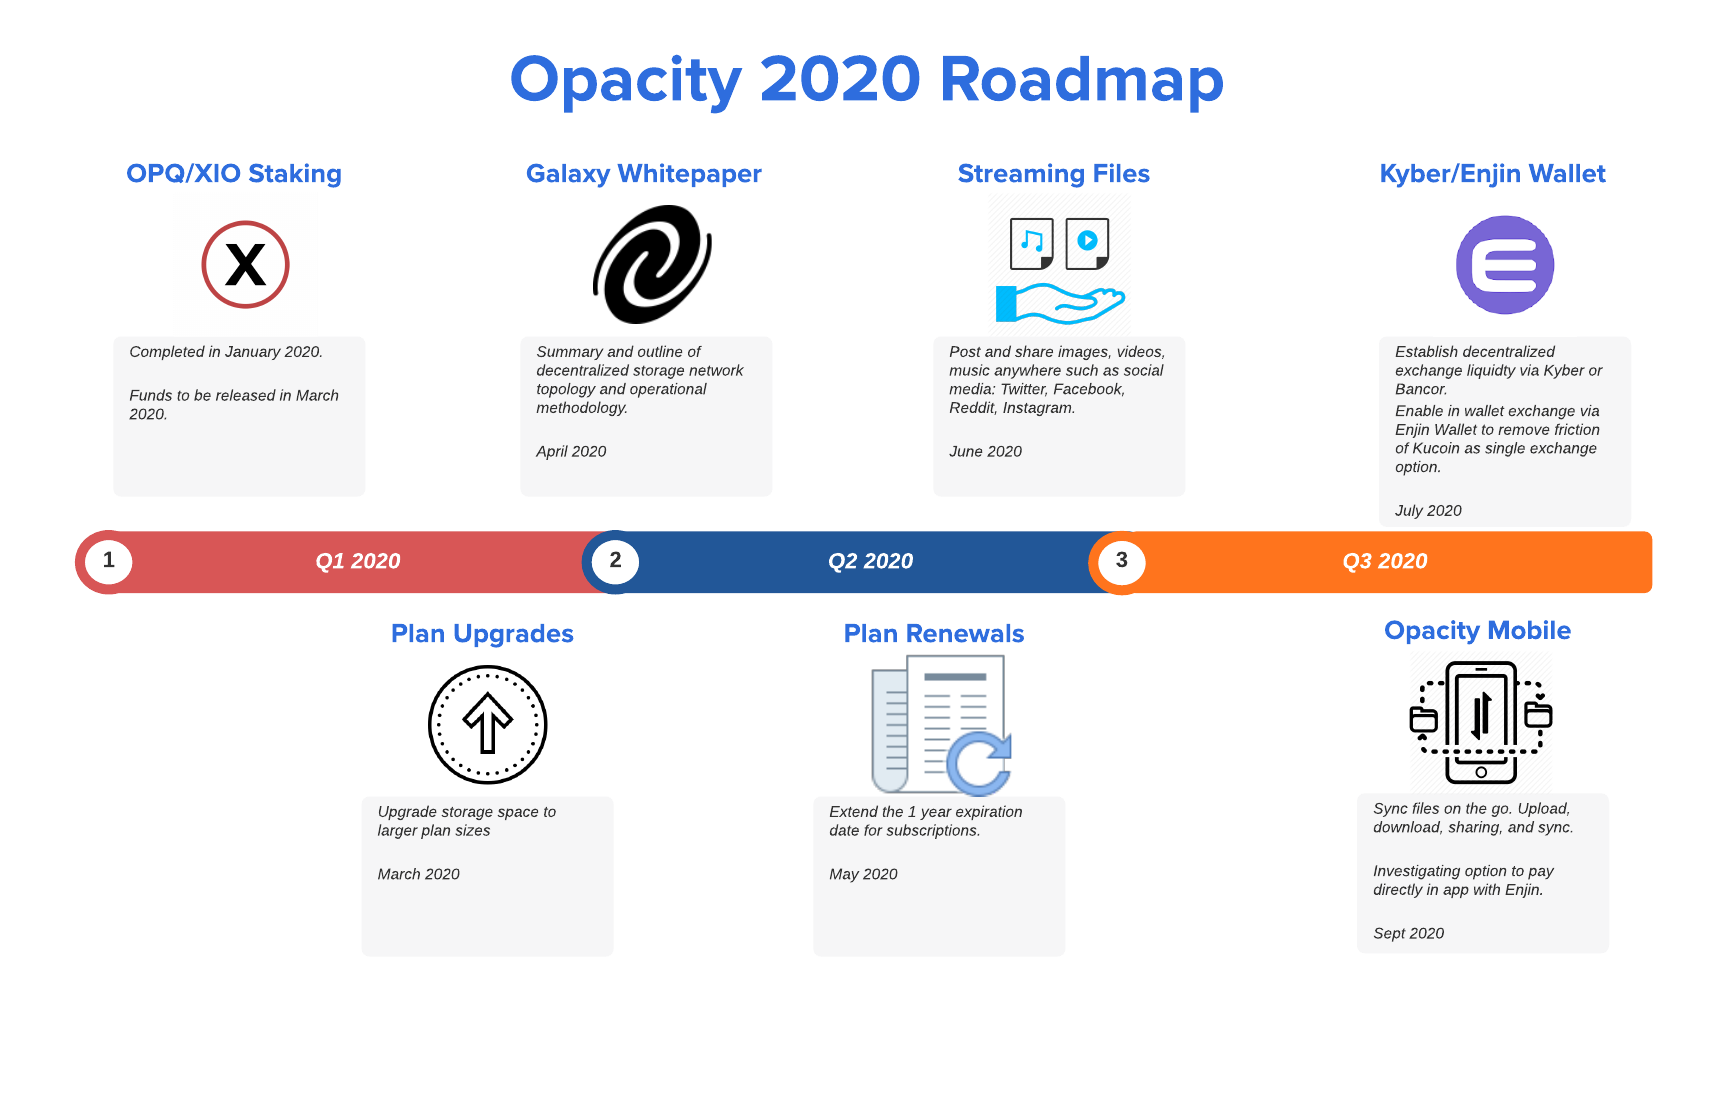 Opacity 2020 Roadmap
OPQ/XIO Staking
X
Completed in January 2020.
Funds to be released in March
2020.
Galaxy Whitepaper
Summary and outline of
decentralized storage network
topology and operational
methodology.
April 2020
Streaming Files
Post and share images, videos,
music anywhere such as social
media: Twitter, Facebook,
Reddit, Instagram.
June 2020
Kyber/Enjin Wallet
Establish decentralized
exchange liquidty via Kyber or
Bancor.
Enable in wallet exchange via
Enjin Wallet to remove friction
of Kucoin as single exchange
option.
July 2020
1
Q1 2020
2
Q2 2020
3
Q3 2020
Plan Upgrades
Upgrade storage space to
larger plan sizes
March 2020
Plan Renewals
Extend the 1 year expiration
date for subscriptions.
May 2020
Opacity Mobile
Sync files on the go. Upload,
download, sharing, and sync.
Investigating option to pay
directly in app with Enjin.
Sept 2020